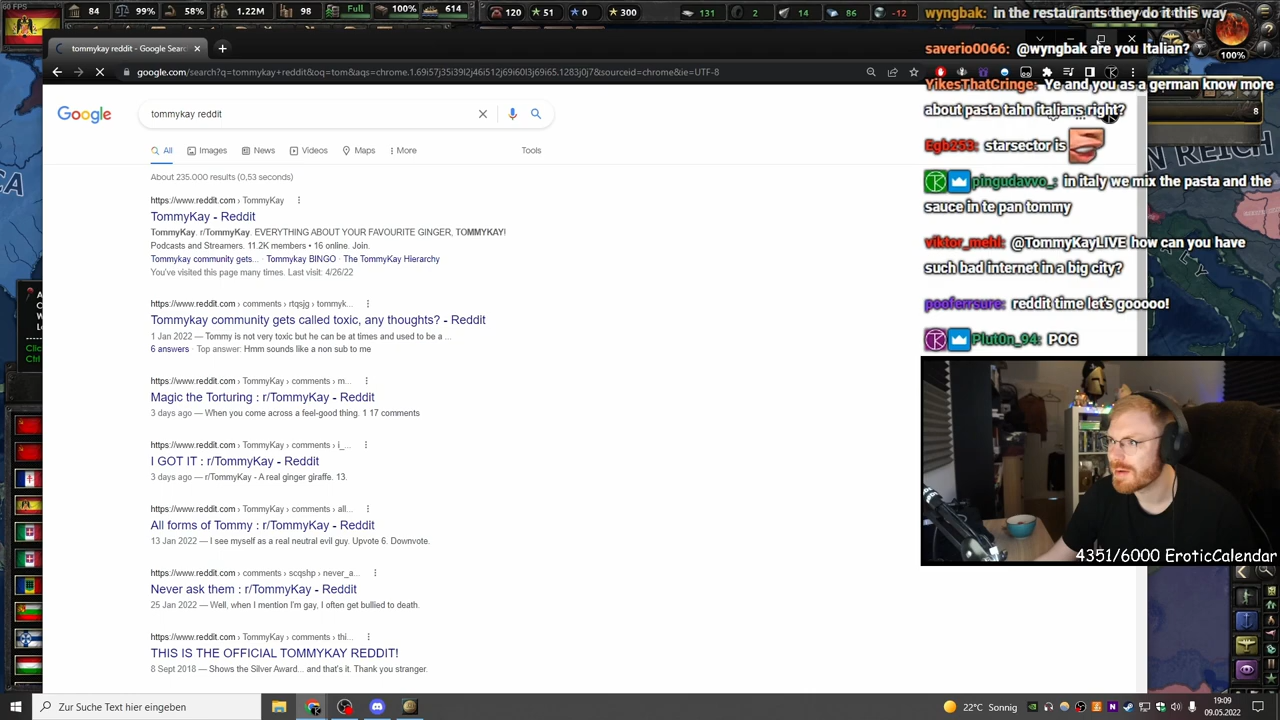 60 FPS
84
99%
58%
1.22M
98
Full
100%
614
120
51
0
300
131
2
14
86
-12
wyngbak: in the restaurants they do it this way
saverio0066: @wyngbak are you Italian?
100%
tommykay reddit - Google Searc
google.com/search?q=tommykay+reddit&oq=tom&aqs=chrome.1.69i57j35i39l2j46i512j69i60l3j69i65.1283j0j7&sourceid=chrome&ie=UTF-8
YikesThatCringe: Ye and you as a german know more
about pasta tahn italians right?
8
Google
tommykay reddit
Egb253: starsector is
All
Images
News
Videos
Maps
More
Tools
About 235.000 results (0,53 seconds)
pingudavvo_: in italy we mix the pasta and the
sauce in te pan tommy
https://www.reddit.com › TommyKay
TommyKay - Reddit
TommyKay. r/TommyKay. EVERYTHING ABOUT YOUR FAVOURITE GINGER, TOMMYKAY!
Podcasts and Streamers. 11.2K members • 16 online. Join.
Tommykay community gets... · Tommykay BINGO · The TommyKay Hierarchy
You've visited this page many times. Last visit: 4/26/22
viktor_mehl: @TommyKayLIVE how can you have
such bad internet in a big city?
pooferrsure: reddit time let's gooooo!
Plut0n_94: POG
https://www.reddit.com › comments › rtqsjg › tommyk...
Tommykay community gets called toxic, any thoughts? - Reddit
1 Jan 2022 — Tommy is not very toxic but he can be at times and used to be a ...
6 answers · Top answer: Hmm sounds like a non sub to me
https://www.reddit.com › TommyKay › comments › m...
Magic the Torturing : r/TommyKay - Reddit
3 days ago — When you come across a feel-good thing. 1 17 comments
https://www.reddit.com › TommyKay › comments › i_...
I GOT IT : r/TommyKay - Reddit
3 days ago — r/TommyKay - A real ginger giraffe. 13.
https://www.reddit.com › TommyKay › comments › all...
All forms of Tommy : r/TommyKay - Reddit
13 Jan 2022 — I see myself as a real neutral evil guy. Upvote 6. Downvote.
4351/6000 EroticCalendar
https://www.reddit.com › comments › scqshp › never_a...
Never ask them : r/TommyKay - Reddit
25 Jan 2022 — Well, when I mention I'm gay, I often get bullied to death.
https://www.reddit.com › TommyKay › comments › thi...
THIS IS THE OFFICIAL TOMMYKAY REDDIT!
8 Sept 2018 — Shows the Silver Award... and that's it. Thank you stranger.
Zur Suche Text hier eingeben
22°C Sonnig
19:09
09.05.2022